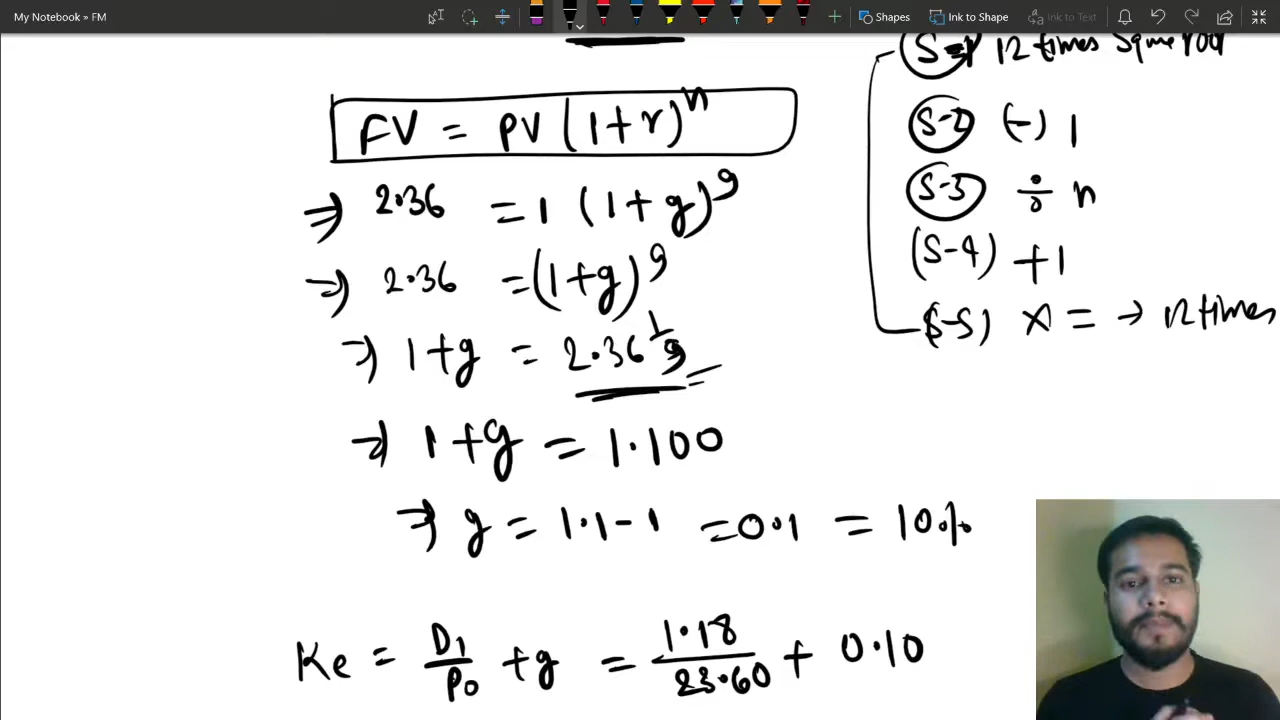 My Notebook » FM
Shapes
Ink to Shape
Ink to Text
FV = PV (1+r)^n
⇒ 2.36 = 1 (1+g)^9
⇒ 2.36 = (1+g)^9
⇒ 1+g = 2.36^1/9
⇒ 1+g = 1.100
⇒ g = 1.1-1 = 0.1 = 10%
Ke = D1/P0 + g = 1.18/23.60 + 0.10
12 times Square root
(S-2) (-) 1
(S-3) ÷ n
(S-4) +1
(S-5) × = → 12 times